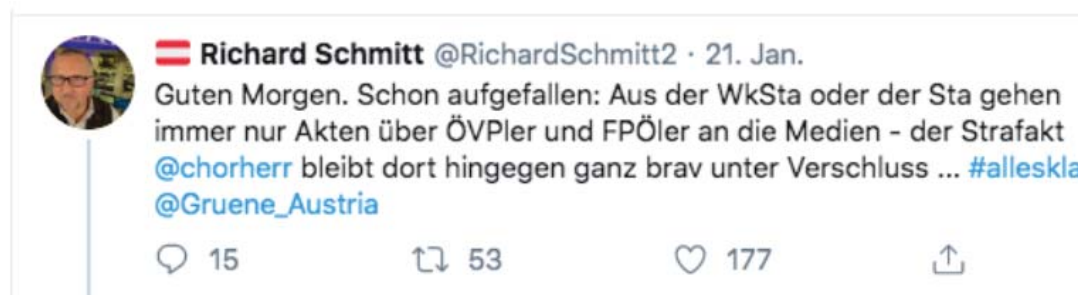 Richard Schmitt @RichardSchmitt2 · 21. Jan.
Guten Morgen. Schon aufgefallen: Aus der WkSta oder der Sta gehen
immer nur Akten über ÖVPler und FPÖler an die Medien - der Strafakt
@chorherr bleibt dort hingegen ganz brav unter Verschluss ... #alleskla
@Gruene_Austria
15 53 177